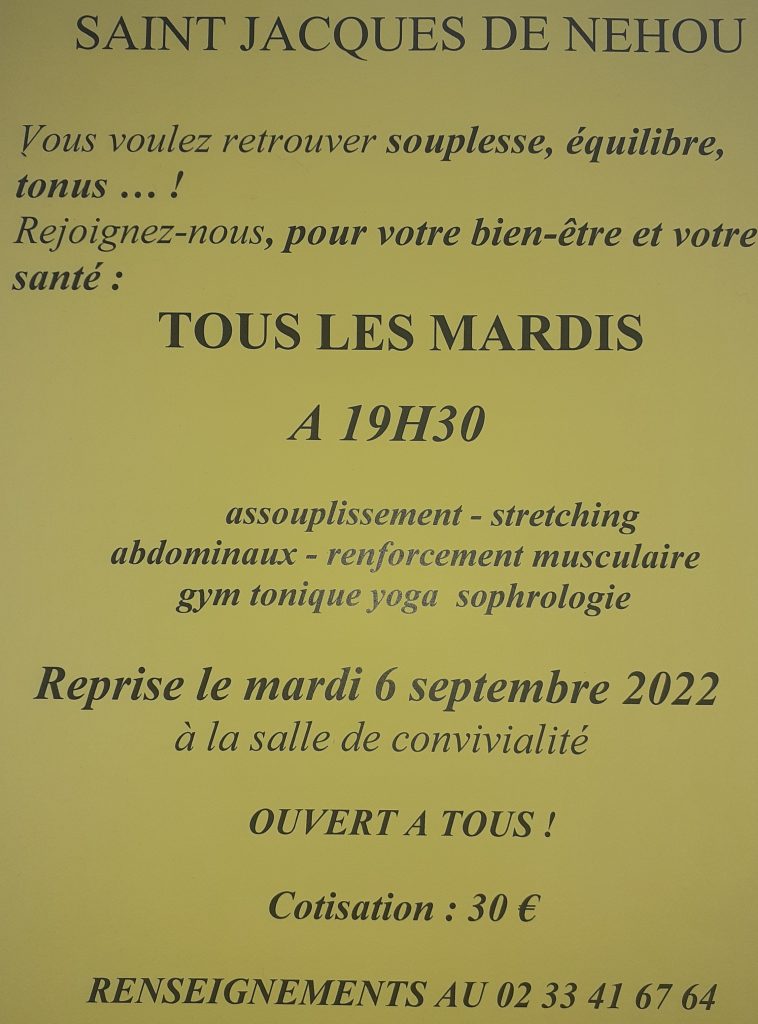 SAINT JACQUES DE NEHOU
Vous voulez retrouver souplesse, équilibre,
tonus … !
Rejoignez-nous, pour votre bien-être et votre
santé :
TOUS LES MARDIS
A 19H30
assouplissement - stretching
abdominaux - renforcement musculaire
gym tonique yoga sophrologie
Reprise le mardi 6 septembre 2022
à la salle de convivialité
OUVERT A TOUS !
Cotisation : 30 €
RENSEIGNEMENTS AU 02 33 41 67 64